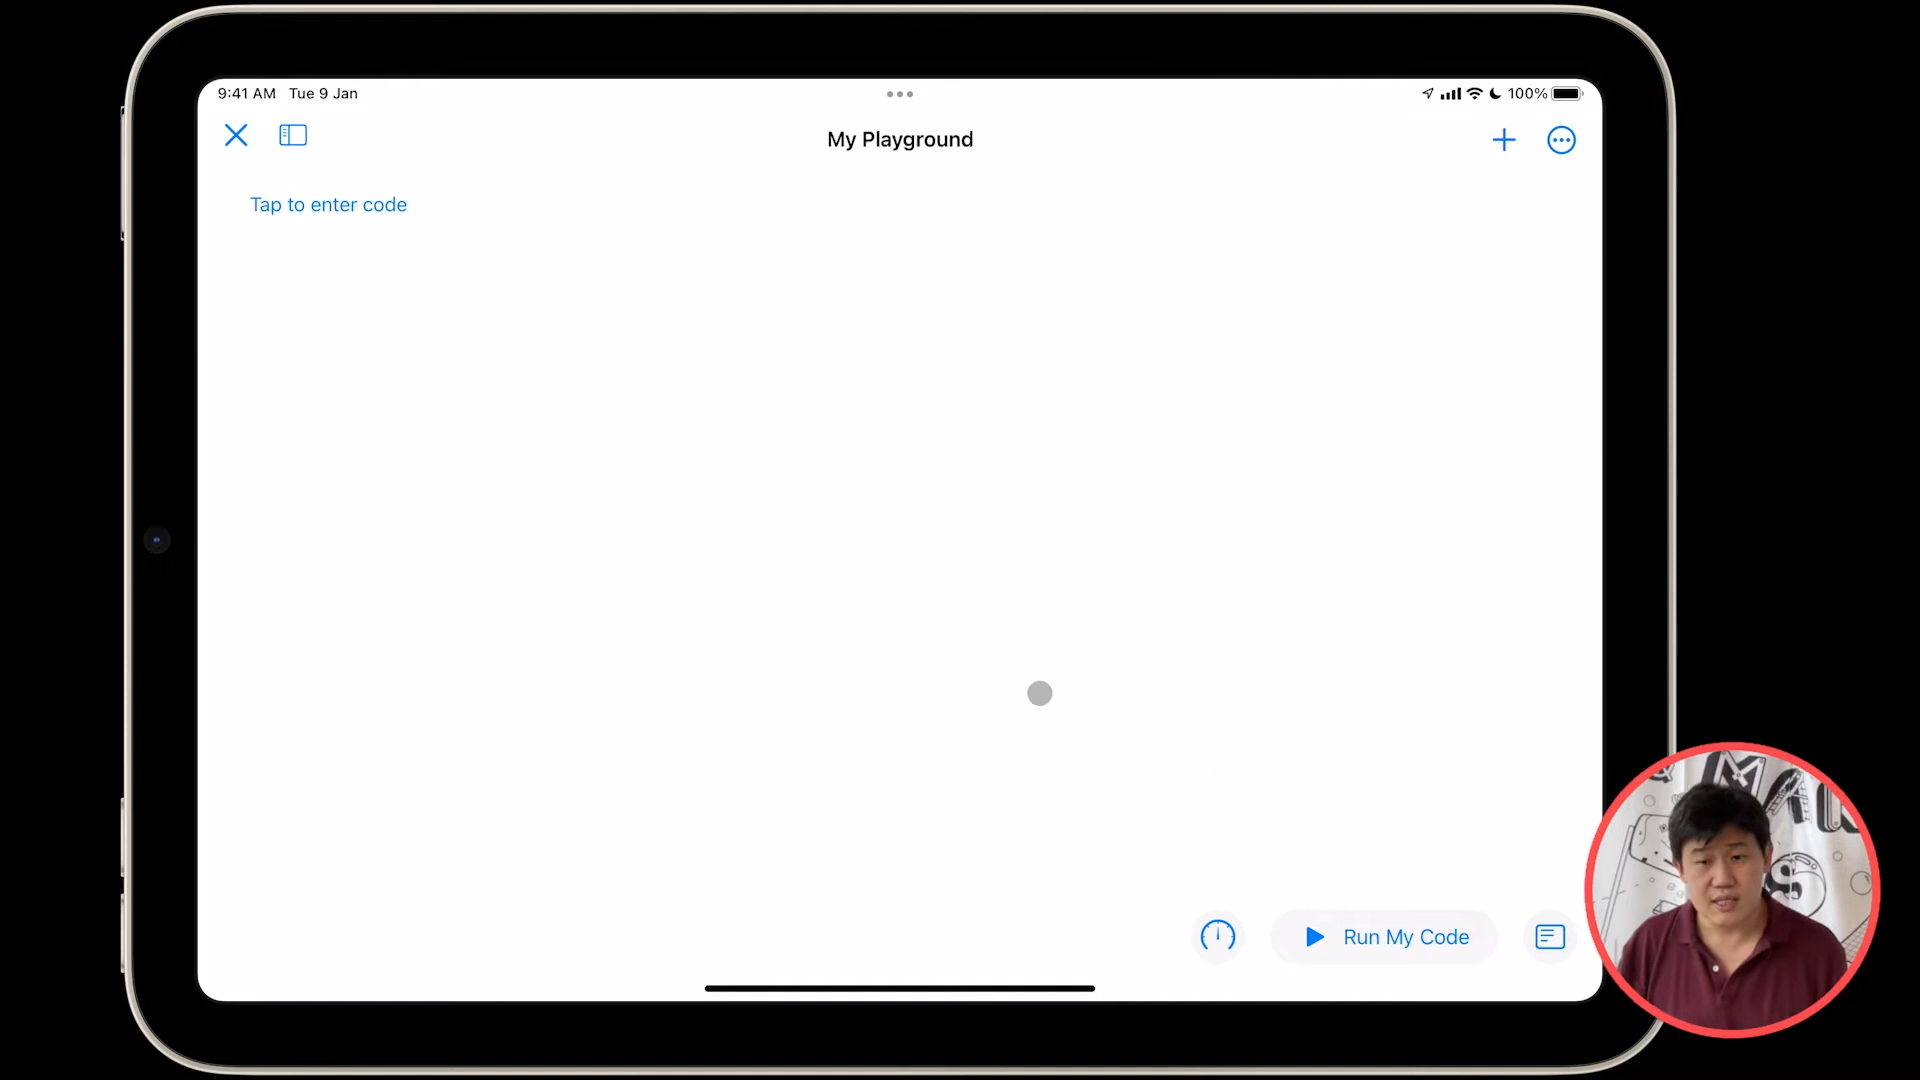 9:41 AM Tue 9 Jan
100%
My Playground
Tap to enter code
Run My Code